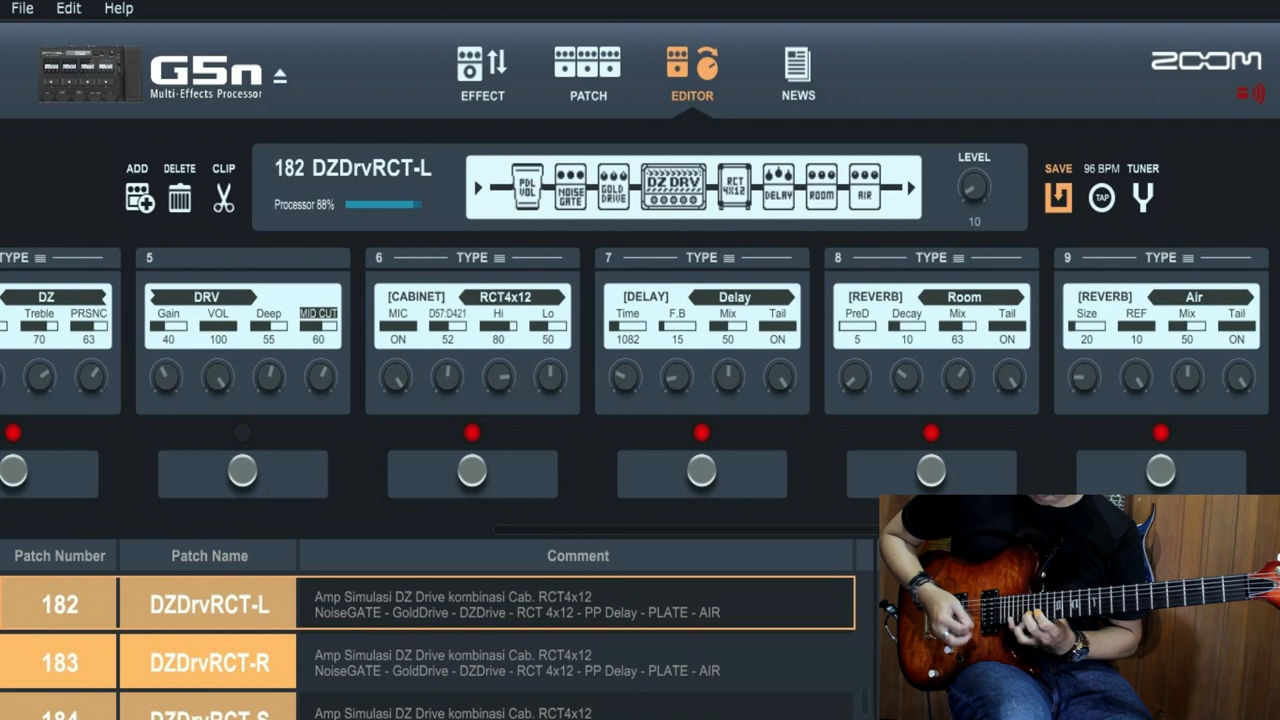 File Edit Help
G5n
Multi-Effects Processor
EFFECT PATCH EDITOR NEWS
ZOOM
ADD DELETE CLIP
182 DZDrvRCT-L
Processor 88%
PDL VOL
NOISE GATE
GOLD DRIVE
DZ DRV
RCT 4X12
DELAY
ROOM
AIR
LEVEL
10
SAVE 96 BPM TUNER
TAP
TYPE
DZ
Treble PRSNC
70 63
5
DRV
Gain VOL Deep MID CUT
40 100 55 60
6 TYPE
[CABINET] RCT4x12
MIC D57:D421 Hi Lo
ON 52 80 50
7 TYPE
[DELAY] Delay
Time F.B Mix Tail
1082 15 50 ON
8 TYPE
[REVERB] Room
PreD Decay Mix Tail
5 10 63 ON
9 TYPE
[REVERB] Air
Size REF Mix Tail
20 10 50 ON
Patch Number Patch Name Comment
182 DZDrvRCT-L
Amp Simulasi DZ Drive kombinasi Cab. RCT4x12
NoiseGATE - GoldDrive - DZDrive - RCT 4x12 - PP Delay - PLATE - AIR
183 DZDrvRCT-R
Amp Simulasi DZ Drive kombinasi Cab. RCT4x12
NoiseGATE - GoldDrive - DZDrive - RCT 4x12 - PP Delay - PLATE - AIR
184 DZDrvRCT-S
Amp Simulasi DZ Drive kombinasi Cab. RCT4x12